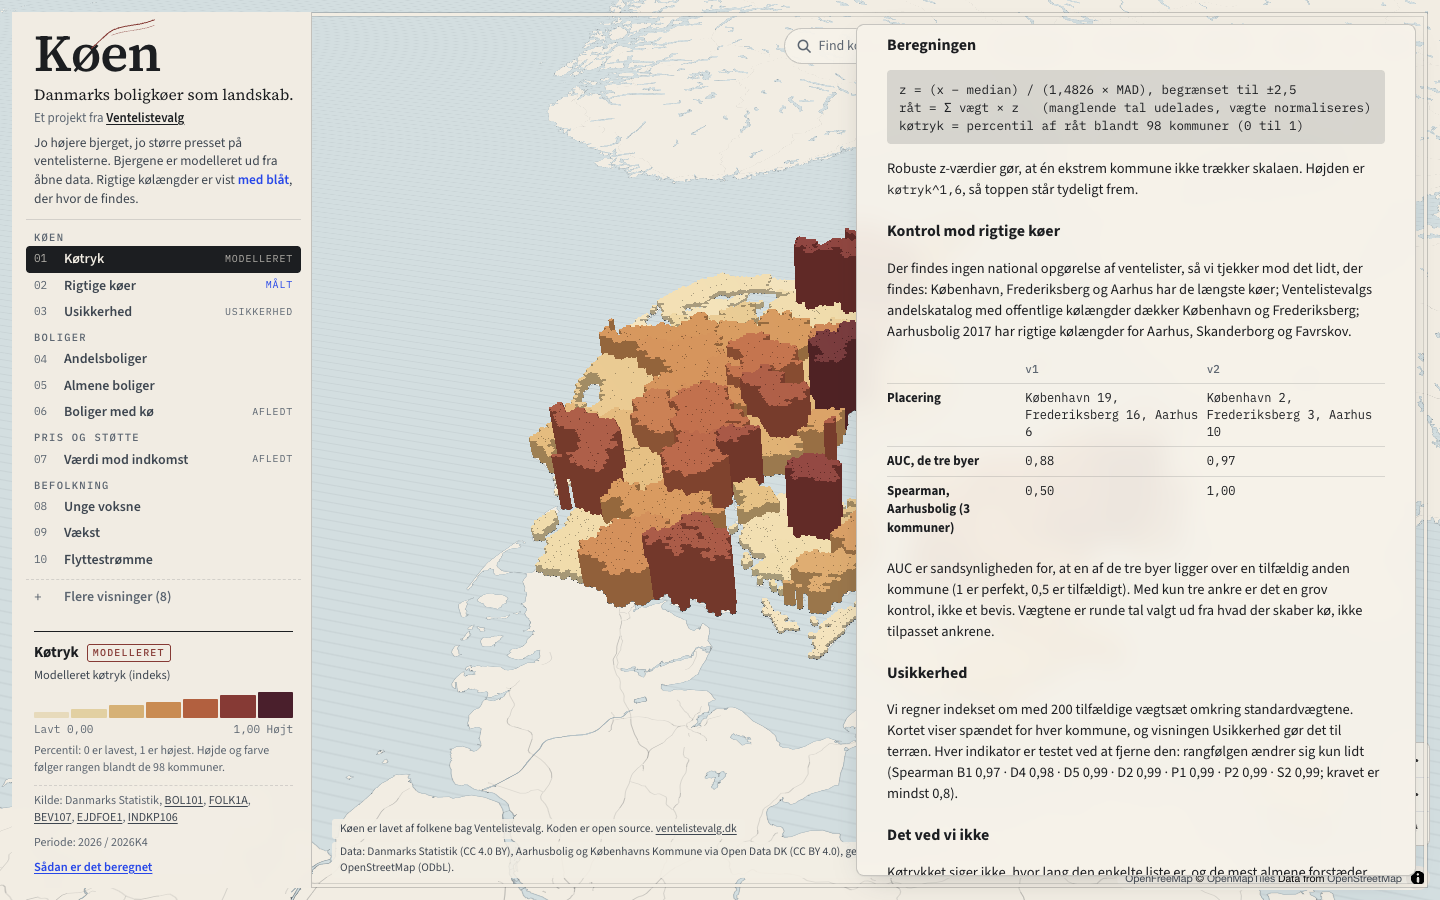 Køen
Danmarks boligkøer som landskab.
Et projekt fra Ventelistevalg
Jo højere bjerget, jo større presset på
ventelisterne. Bjergene er modelleret ud fra
åbne data. Rigtige kølængder er vist med blåt,
der hvor de findes.
KØEN
01 Køtryk MODELLERET
02 Rigtige køer MÅLT
03 Usikkerhed USIKKERHED
BOLIGER
04 Andelsboliger
05 Almene boliger
06 Boliger med kø AFLEDT
PRIS OG STØTTE
07 Værdi mod indkomst AFLEDT
BEFOLKNING
08 Unge voksne
09 Vækst
10 Flyttestrømme
+ Flere visninger (8)
Køtryk MODELLERET
Modelleret køtryk (indeks)
Lavt 0,00 1,00 Højt
Percentil: 0 er lavest, 1 er højest. Højde og farve
følger rangen blandt de 98 kommuner.
Kilde: Danmarks Statistik, BOL101, FOLK1A,
BEV107, EJDFOE1, INDKP106
Periode: 2026 / 2026K4
Sådan er det beregnet
Find k
Køen er lavet af folkene bag Ventelistevalg. Koden er open source. ventelistevalg.dk
Data: Danmarks Statistik (CC 4.0 BY), Aarhusbolig og Københavns Kommune via Open Data DK (CC BY 4.0), ge
OpenStreetMap (ODbL).
Beregningen
z = (x − median) / (1,4826 × MAD), begrænset til ±2,5
råt = Σ vægt × z (manglende tal udelades, vægte normaliseres)
køtryk = percentil af råt blandt 98 kommuner (0 til 1)
Robuste z-værdier gør, at én ekstrem kommune ikke trækker skalaen. Højden er
køtryk^1,6, så toppen står tydeligt frem.
Kontrol mod rigtige køer
Der findes ingen national opgørelse af ventelister, så vi tjekker mod det lidt, der
findes: København, Frederiksberg og Aarhus har de længste køer; Ventelistevalgs
andelskatalog med offentlige kølængder dækker København og Frederiksberg;
Aarhusbolig 2017 har rigtige kølængder for Aarhus, Skanderborg og Favrskov.
v1 v2
Placering København 19, København 2,
Frederiksberg 16, Aarhus Frederiksberg 3, Aarhus
6 10
AUC, de tre byer 0,88 0,97
Spearman, 0,50 1,00
Aarhusbolig (3
kommuner)
AUC er sandsynligheden for, at en af de tre byer ligger over en tilfældig anden
kommune (1 er perfekt, 0,5 er tilfældigt). Med kun tre ankre er det en grov
kontrol, ikke et bevis. Vægtene er runde tal valgt ud fra hvad der skaber kø, ikke
tilpasset ankrene.
Usikkerhed
Vi regner indekset om med 200 tilfældige vægtsæt omkring standardvægtene.
Kortet viser spændet for hver kommune, og visningen Usikkerhed gør det til
terræn. Hver indikator er testet ved at fjerne den: rangfølgen ændrer sig kun lidt
(Spearman B1 0,97 · D4 0,98 · D5 0,99 · D2 0,99 · P1 0,99 · P2 0,99 · S2 0,99; kravet er
mindst 0,8).
Det ved vi ikke
Køtrykket siger ikke, hvor lang den enkelte liste er, og de mest almene forstæder
OpenFreeMap © OpenMapTiles Data from OpenStreetMap